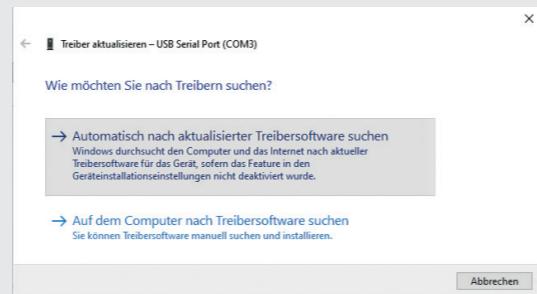 Treiber aktualisieren – USB Serial Port (COM3)
Wie möchten Sie nach Treibern suchen?
Automatisch nach aktualisierter Treibersoftware suchen
Windows durchsucht den Computer und das Internet nach aktueller
Treibersoftware für das Gerät, sofern das Feature in den
Geräteinstallationseinstellungen nicht deaktiviert wurde.
Auf dem Computer nach Treibersoftware suchen
Sie können Treibersoftware manuell suchen und installieren.
Abbrechen